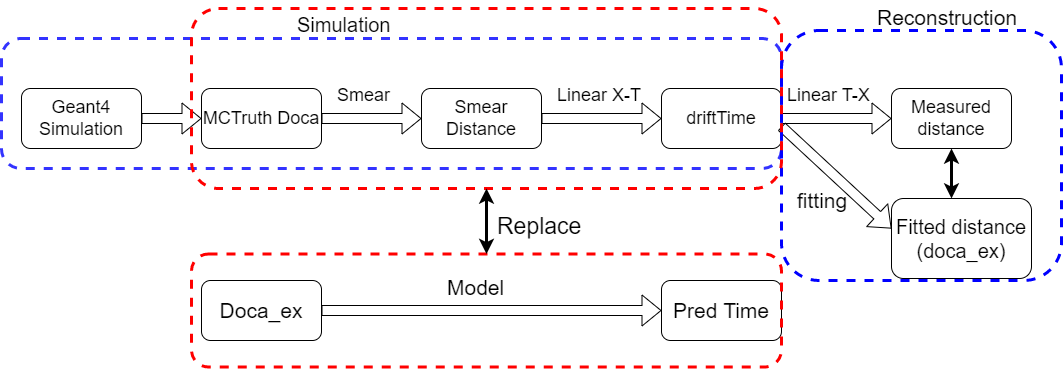 Simulation
Reconstruction
Geant4
Simulation
MCTruth Doca
Smear
Smear
Distance
Linear X-T
driftTime
Linear T-X
Measured
distance
fitting
Fitted distance
(doca_ex)
Replace
Doca_ex
Model
Pred Time